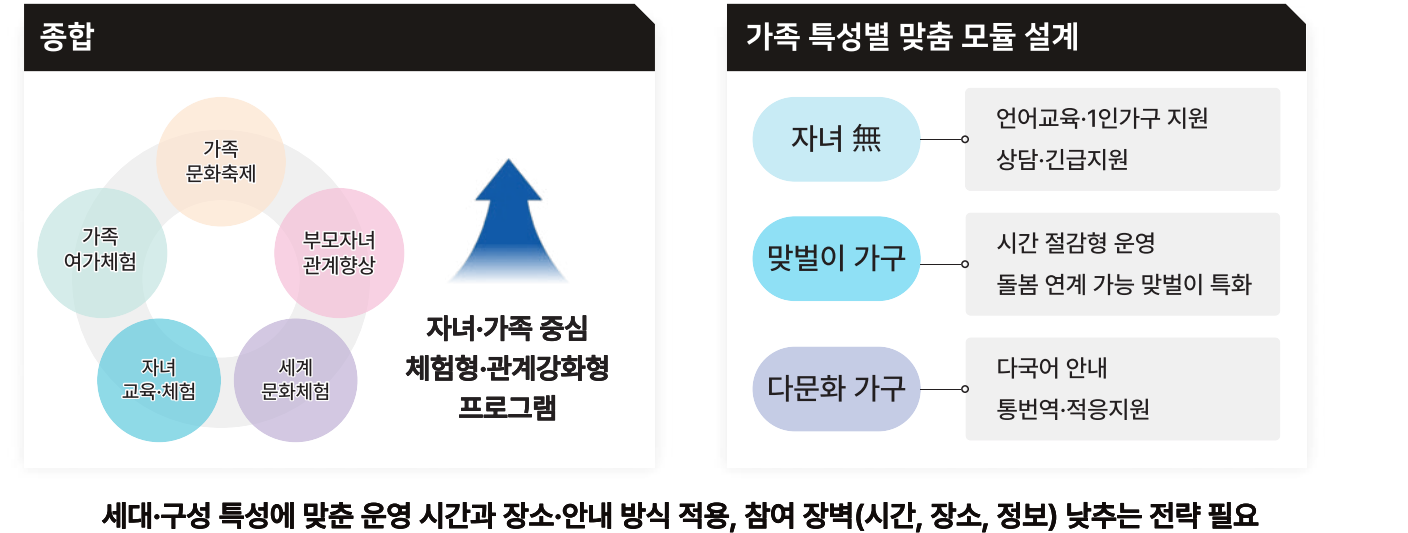 종합
가족
문화축제
가족
여가체험
부모자녀
관계향상
자녀
교육·체험
세계
문화체험
자녀·가족 중심
체험형·관계강화형
프로그램
가족 특성별 맞춤 모듈 설계
자녀 無
언어교육·1인가구 지원
상담·긴급지원
맞벌이 가구
시간 절감형 운영
돌봄 연계 가능 맞벌이 특화
다문화 가구
다국어 안내
통번역·적응지원
세대·구성 특성에 맞춘 운영 시간과 장소·안내 방식 적용, 참여 장벽(시간, 장소, 정보) 낮추는 전략 필요